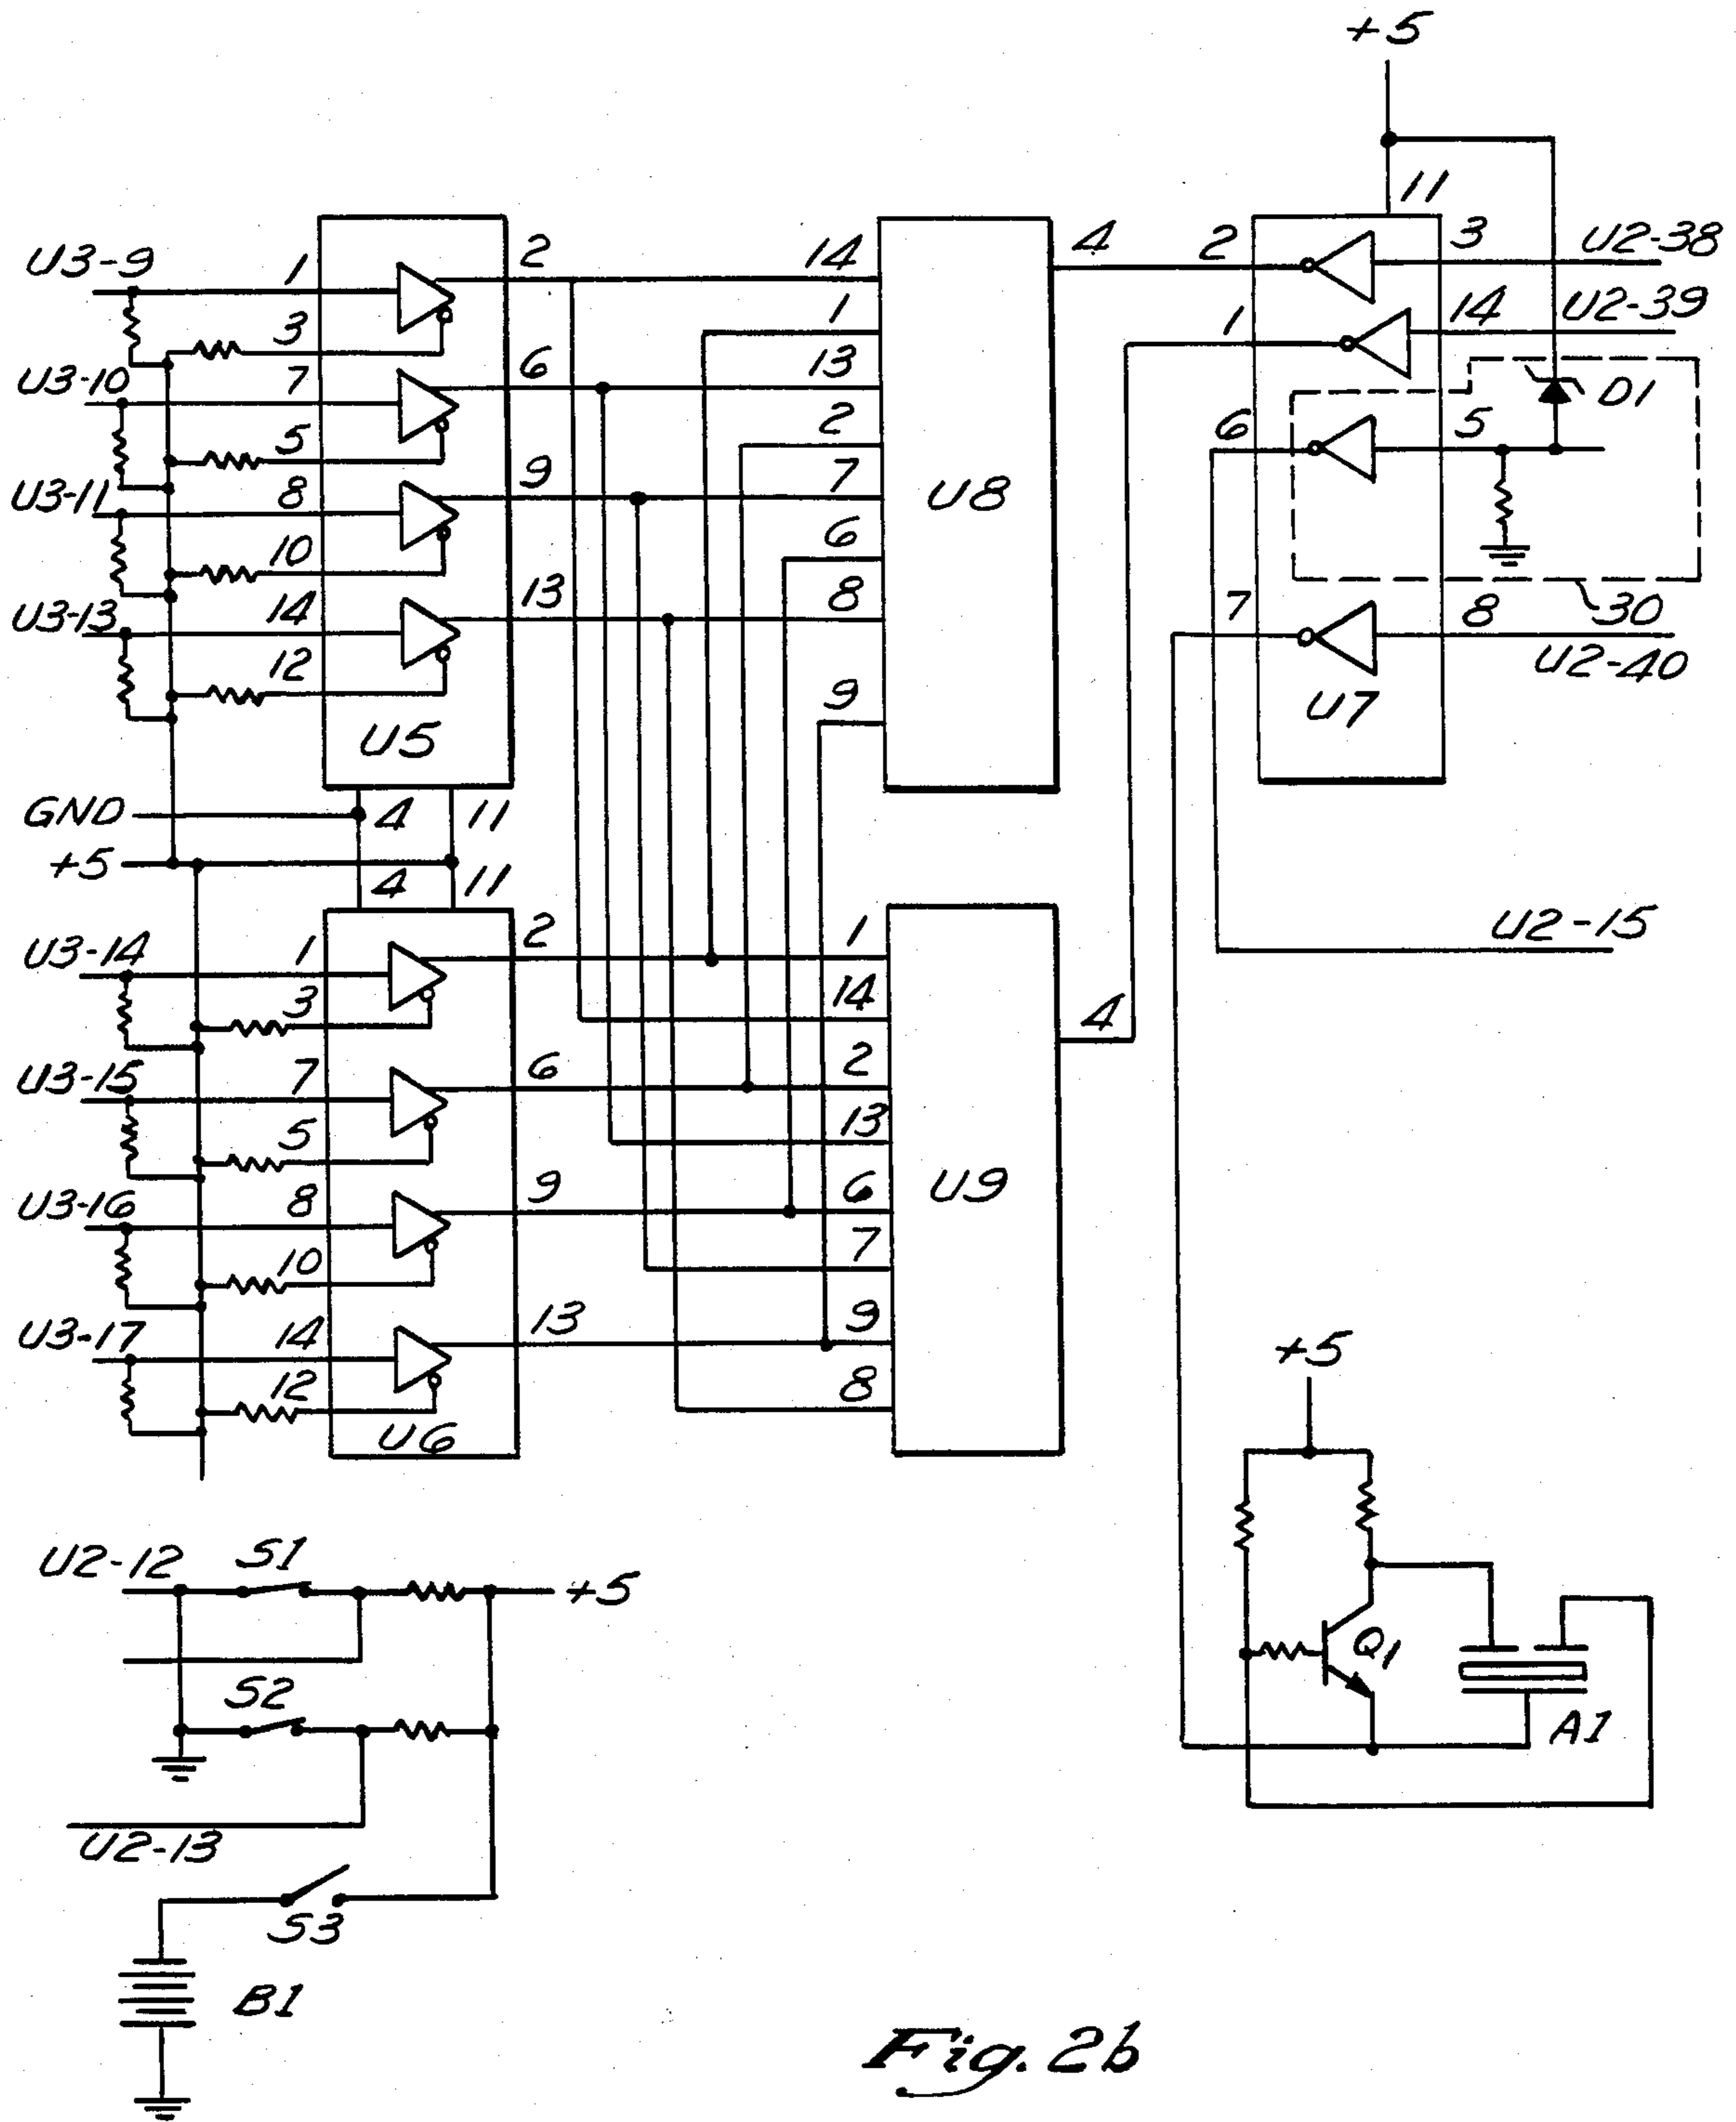 +5
11
U3-9 1 2 14 4 2 3 U2-38
3 1 1 14 U2-39
U3-10 7 6 13 D1
5 2 6 5
U3-11 8 9 7 U8
10 6
U3-13 14 13 8 7 8 30
12 9 U2-40
U5 U7
GND 4 11
+5
4 11
U3-14 1 2 1 U2-15
3 14 4
U3-15 7 6 2
5 13
U3-16 8 9 6 U9
10 7
U3-17 14 13 9 +5
12 8
U6
U2-12 S1 +5
S2 Q1 A1
U2-13
S3
B1
Fig. 2b